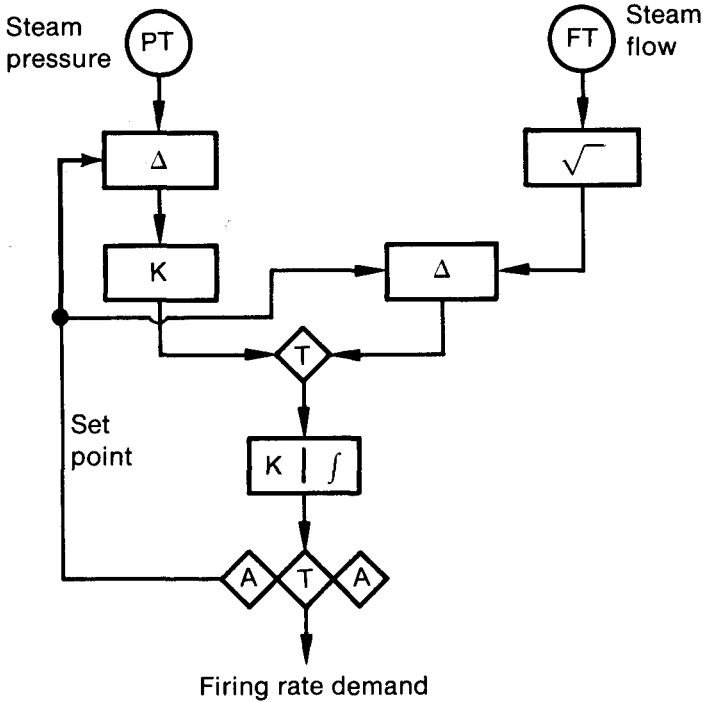 Steam
pressure
PT
FT
Steam
flow
Δ
√
K
Δ
T
Set
point
K | ∫
A T A
Firing rate demand